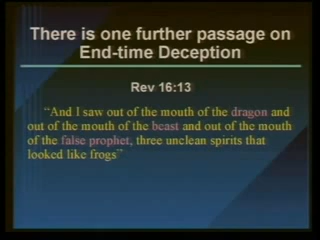 There is one further passage on
End-time Deception
Rev 16:13
"And I saw out of the mouth of the dragon and
out of the mouth of the beast and out of the mouth
of the false prophet, three unclean spirits that
looked like frogs"